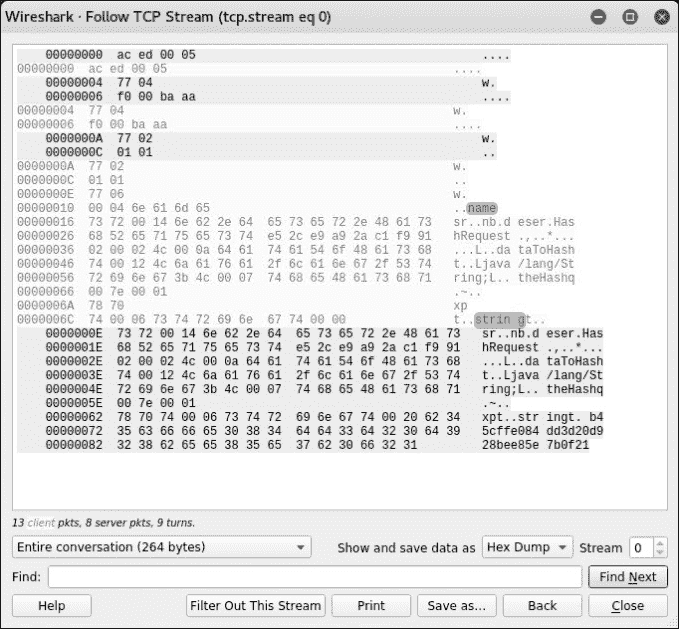 Wireshark · Follow TCP Stream (tcp.stream eq 0)
00000000 ac ed 00 05 ....
00000000 ac ed 00 05 ....
00000004 77 04 w.
00000006 f0 00 ba aa ....
00000004 77 04 w.
00000006 f0 00 ba aa ....
0000000A 77 02 w.
0000000C 01 01 ..
0000000A 77 02 w.
0000000C 01 01 ..
0000000E 77 06 w.
00000010 00 04 6e 61 6d 65 ..name
00000016 73 72 00 14 6e 62 2e 64 65 73 65 72 2e 48 61 73 sr..nb.d eser.Has
00000026 68 52 65 71 75 65 73 74 e5 2c e9 a9 2a c1 f9 91 hRequest .,..*...
00000036 02 00 02 4c 00 0a 64 61 74 61 54 6f 48 61 73 68 ...L..da taToHash
00000046 74 00 12 4c 6a 61 76 61 2f 6c 61 6e 67 2f 53 74 t..Ljava /lang/St
00000056 72 69 6e 67 3b 4c 00 07 74 68 65 48 61 73 68 71 ring;L.. theHashq
00000066 00 7e 00 01 .~..
0000006A 78 70 xp
0000006C 74 00 06 73 74 72 69 6e 67 74 00 00 t..strin gt..
0000000E 73 72 00 14 6e 62 2e 64 65 73 65 72 2e 48 61 73 sr..nb.d eser.Has
0000001E 68 52 65 71 75 65 73 74 e5 2c e9 a9 2a c1 f9 91 hRequest .,..*...
0000002E 02 00 02 4c 00 0a 64 61 74 61 54 6f 48 61 73 68 ...L..da taToHash
0000003E 74 00 12 4c 6a 61 76 61 2f 6c 61 6e 67 2f 53 74 t..Ljava /lang/St
0000004E 72 69 6e 67 3b 4c 00 07 74 68 65 48 61 73 68 71 ring;L.. theHashq
0000005E 00 7e 00 01 .~..
00000062 78 70 74 00 06 73 74 72 69 6e 67 74 00 20 62 34 xpt..str ingt. b4
00000072 35 63 66 66 65 30 38 34 64 64 33 64 32 30 64 39 5cffe084 dd3d20d9
00000082 32 38 62 65 65 38 35 65 37 62 30 66 32 31 28bee85e 7b0f21
13 client pkts, 8 server pkts, 9 turns.
Entire conversation (264 bytes) Show and save data as Hex Dump Stream 0
Find: Find Next
Help Filter Out This Stream Print Save as... Back Close